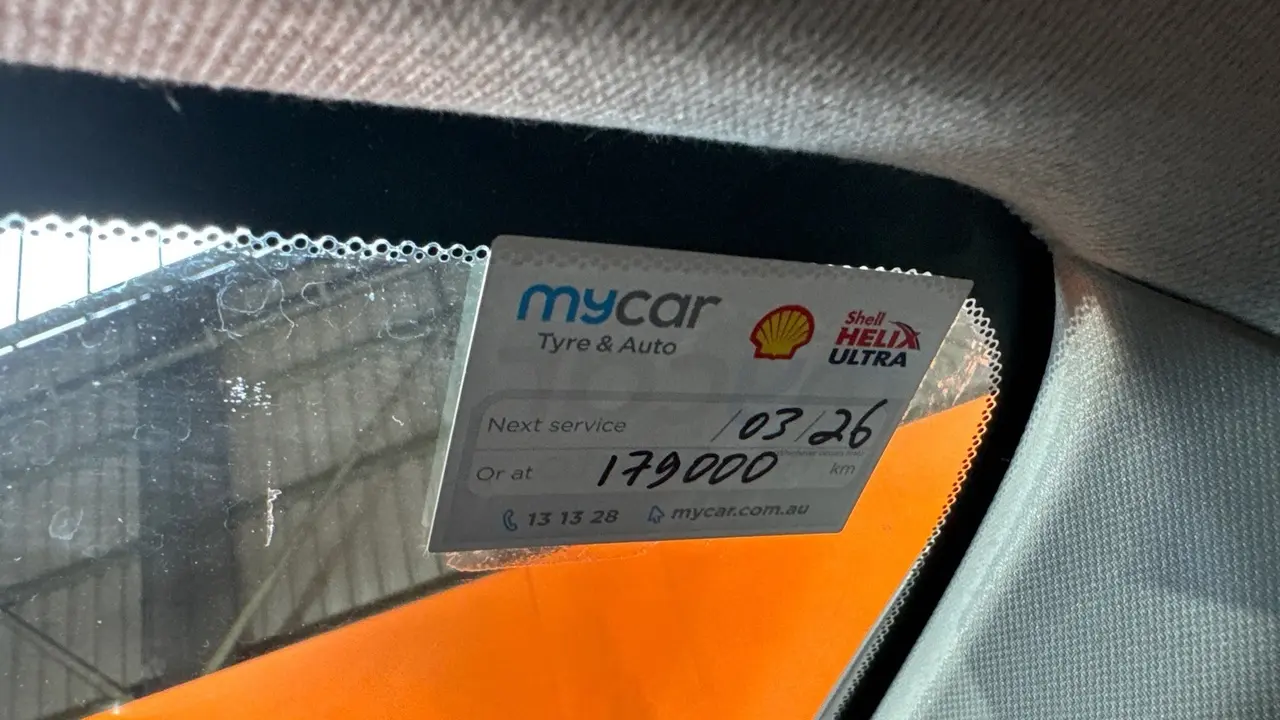 mycar
Tyre & Auto
Shell
HELIX
ULTRA
Next service /03/26
Or at 179000 km
13 13 28 mycar.com.au